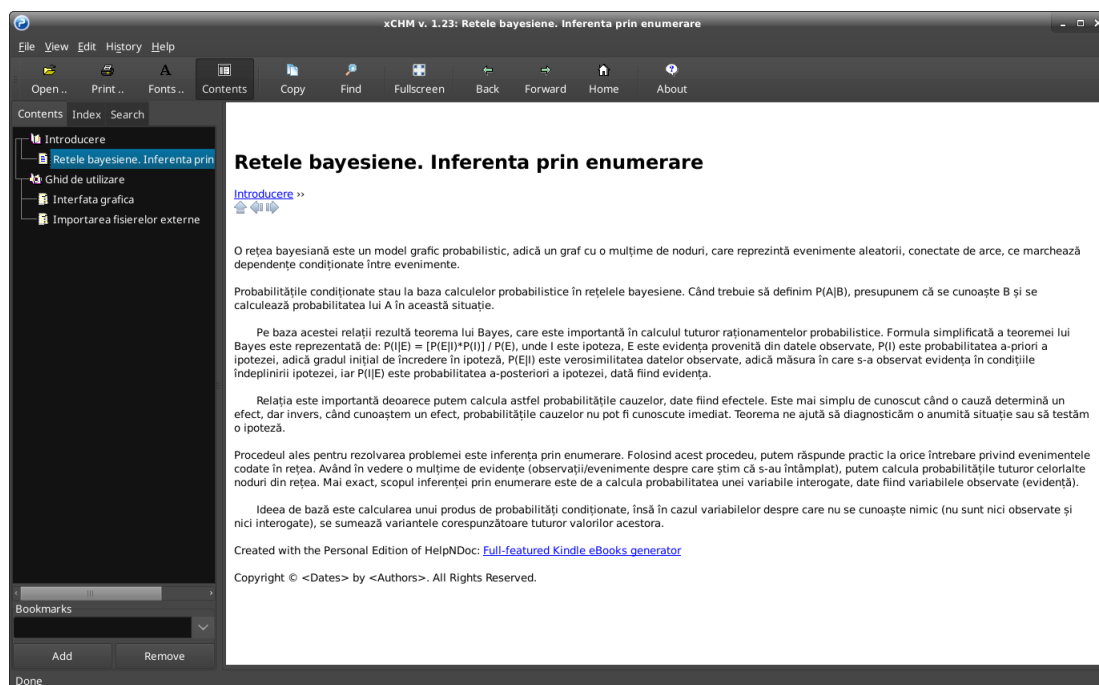 xCHM v. 1.23: Retele bayesiene. Inferenta prin enumerare
File View Edit History Help
Open .. Print .. Fonts .. Contents Copy Find Fullscreen Back Forward Home About
Contents Index Search
Introducere
Retele bayesiene. Inferenta prin
Ghid de utilizare
Interfata grafica
Importarea fisierelor externe
Bookmarks
Add Remove
Done
Retele bayesiene. Inferenta prin enumerare
Introducere ››
O rețea bayesiană este un model grafic probabilistic, adică un graf cu o mulțime de noduri, care reprezintă evenimente aleatorii, conectate de arce, ce marchează
dependențe condiționate între evenimente.
Probabilitățile condiționate stau la baza calculelor probabilistice în rețelele bayesiene. Când trebuie să definim P(A|B), presupunem că se cunoaște B și se
calculează probabilitatea lui A în această situație.
Pe baza acestei relații rezultă teorema lui Bayes, care este importantă în calculul tuturor raționamentelor probabilistice. Formula simplificată a teoremei lui
Bayes este reprezentată de: P(I|E) = [P(E|I)*P(I)] / P(E), unde I este ipoteza, E este evidența provenită din datele observate, P(I) este probabilitatea a-priori a
ipotezei, adică gradul inițial de încredere în ipoteză, P(E|I) este verosimilitatea datelor observate, adică măsura în care s-a observat evidența în condițiile
îndeplinirii ipotezei, iar P(I|E) este probabilitatea a-posteriori a ipotezei, dată fiind evidența.
Relația este importantă deoarece putem calcula astfel probabilitățile cauzelor, date fiind efectele. Este mai simplu de cunoscut când o cauză determină un
efect, dar invers, când cunoaștem un efect, probabilitățile cauzelor nu pot fi cunoscute imediat. Teorema ne ajută să diagnosticăm o anumită situație sau să testăm
o ipoteză.
Procedeul ales pentru rezolvarea problemei este inferența prin enumerare. Folosind acest procedeu, putem răspunde practic la orice întrebare privind evenimentele
codate în rețea. Având în vedere o mulțime de evidențe (observații/evenimente despre care știm că s-au întâmplat), putem calcula probabilitățile tuturor celorlalte
noduri din rețea. Mai exact, scopul inferenței prin enumerare este de a calcula probabilitatea unei variabile interogate, date fiind variabilele observate (evidență).
Ideea de bază este calcularea unui produs de probabilități condiționate, însă în cazul variabilelor despre care nu se cunoaște nimic (nu sunt nici observate și
nici interogate), se sumează variantele corespunzătoare tuturor valorilor acestora.
Created with the Personal Edition of HelpNDoc: Full-featured Kindle eBooks generator
Copyright © <Dates> by <Authors>. All Rights Reserved.